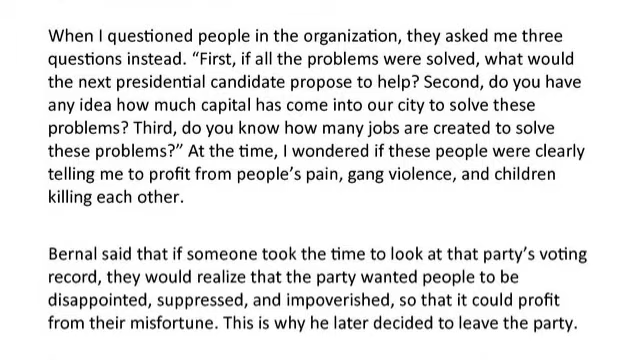 When I questioned people in the organization, they asked me three
questions instead. “First, if all the problems were solved, what would
the next presidential candidate propose to help? Second, do you have
any idea how much capital has come into our city to solve these
problems? Third, do you know how many jobs are created to solve
these problems?” At the time, I wondered if these people were clearly
telling me to profit from people’s pain, gang violence, and children
killing each other.
Bernal said that if someone took the time to look at that party’s voting
record, they would realize that the party wanted people to be
disappointed, suppressed, and impoverished, so that it could profit
from their misfortune. This is why he later decided to leave the party.